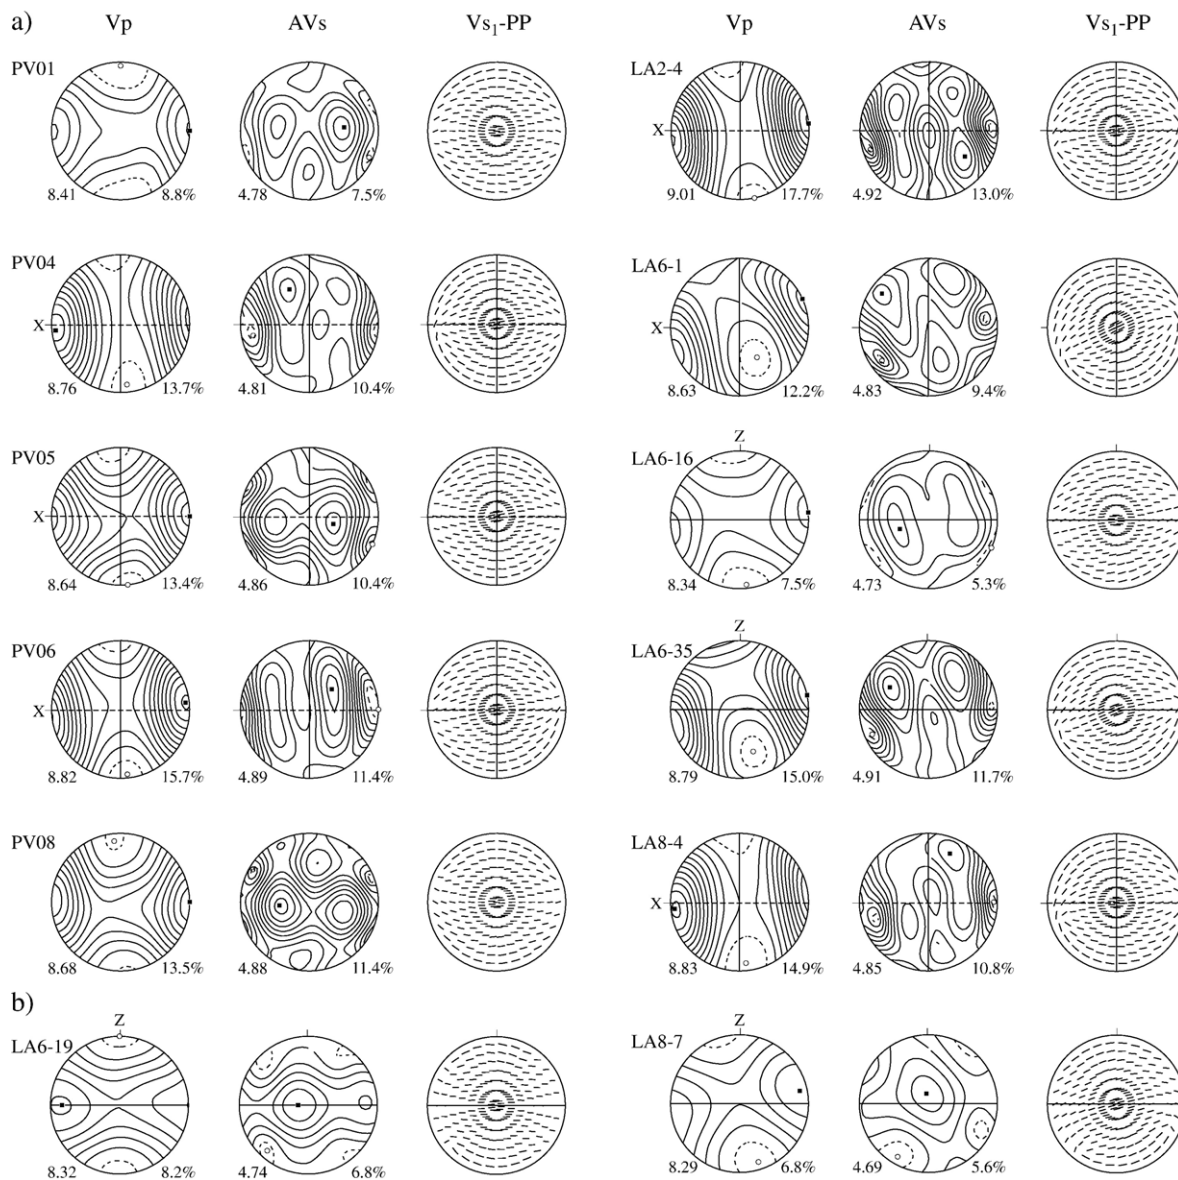 a) Vp AVs Vs₁-PP Vp AVs Vs₁-PP
PV01 LA2-4
X
8.41 8.8% 4.78 7.5% 9.01 17.7% 4.92 13.0%
PV04 LA6-1
X X
8.76 13.7% 4.81 10.4% 8.63 12.2% 4.83 9.4%
Z
PV05 LA6-16
X
8.64 13.4% 4.86 10.4% 8.34 7.5% 4.73 5.3%
Z
PV06 LA6-35
X
8.82 15.7% 4.89 11.4% 8.79 15.0% 4.91 11.7%
PV08 LA8-4
X
8.68 13.5% 4.88 11.4% 8.83 14.9% 4.85 10.8%
b)
Z Z
LA6-19 LA8-7
8.32 8.2% 4.74 6.8% 8.29 6.8% 4.69 5.6%